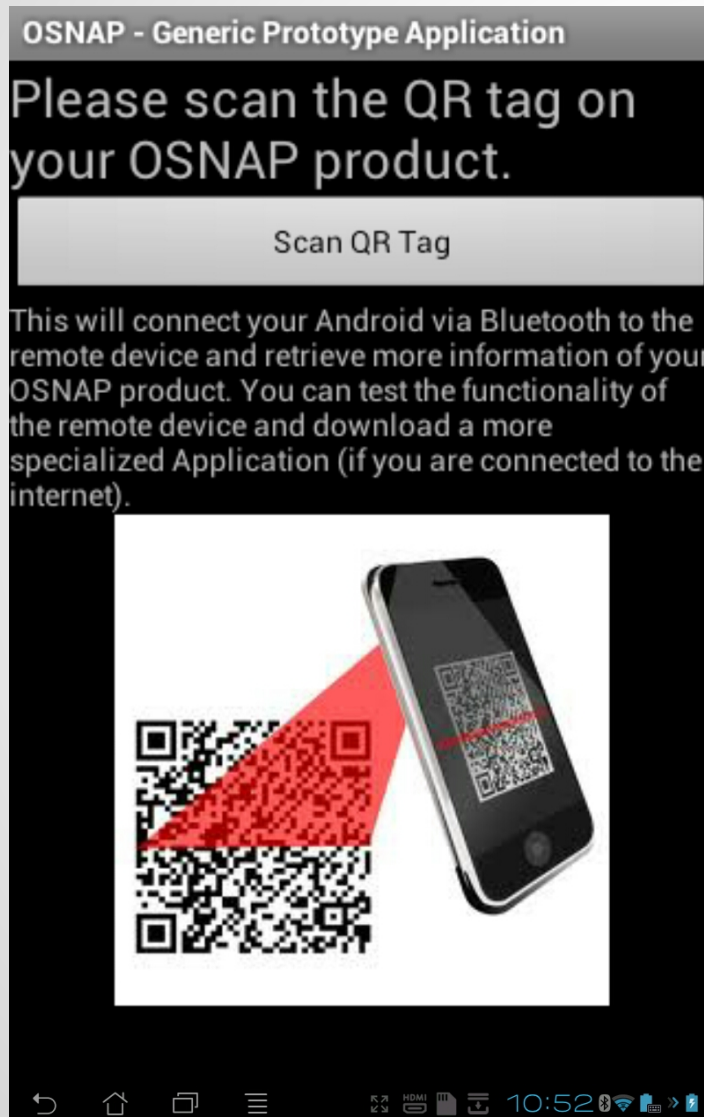 OSNAP - Generic Prototype Application
Please scan the QR tag on
your OSNAP product.
Scan QR Tag
This will connect your Android via Bluetooth to the
remote device and retrieve more information of your
OSNAP product. You can test the functionality of
the remote device and download a more
specialized Application (if you are connected to the
internet).
HDMI 10:52